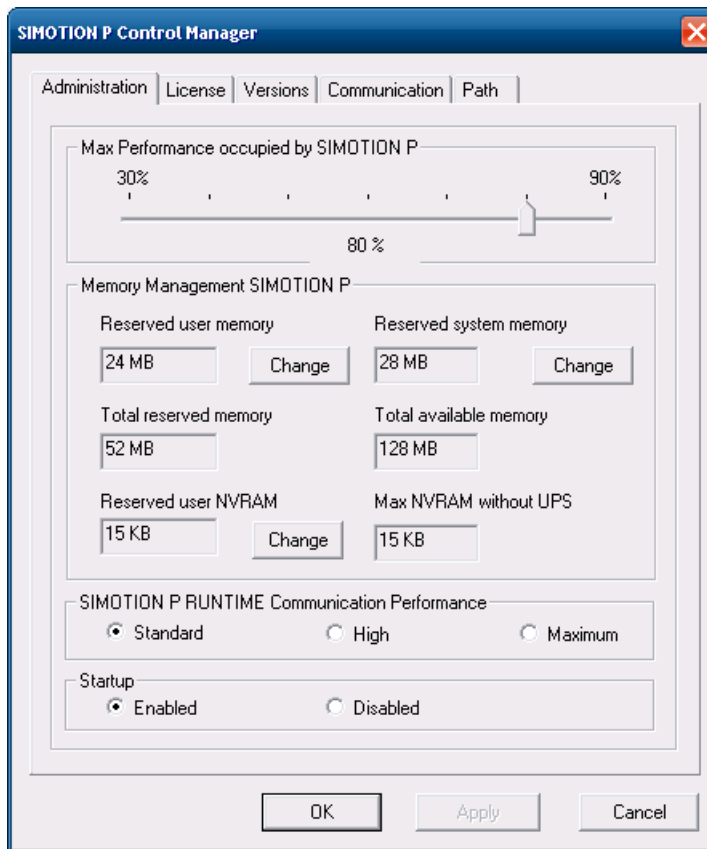 SIMOTION P Control Manager
Administration License Versions Communication Path
Max Performance occupied by SIMOTION P
30% 90%
80 %
Memory Management SIMOTION P
Reserved user memory Reserved system memory
24 MB Change 28 MB Change
Total reserved memory Total available memory
52 MB 128 MB
Reserved user NVRAM Max NVRAM without UPS
15 KB Change 15 KB
SIMOTION P RUNTIME Communication Performance
Standard High Maximum
Startup
Enabled Disabled
OK Apply Cancel